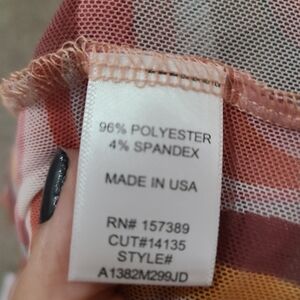 96% POLYESTER
4% SPANDEX
MADE IN USA
RN# 157389
CUT#14135
STYLE#
A1382M299JD